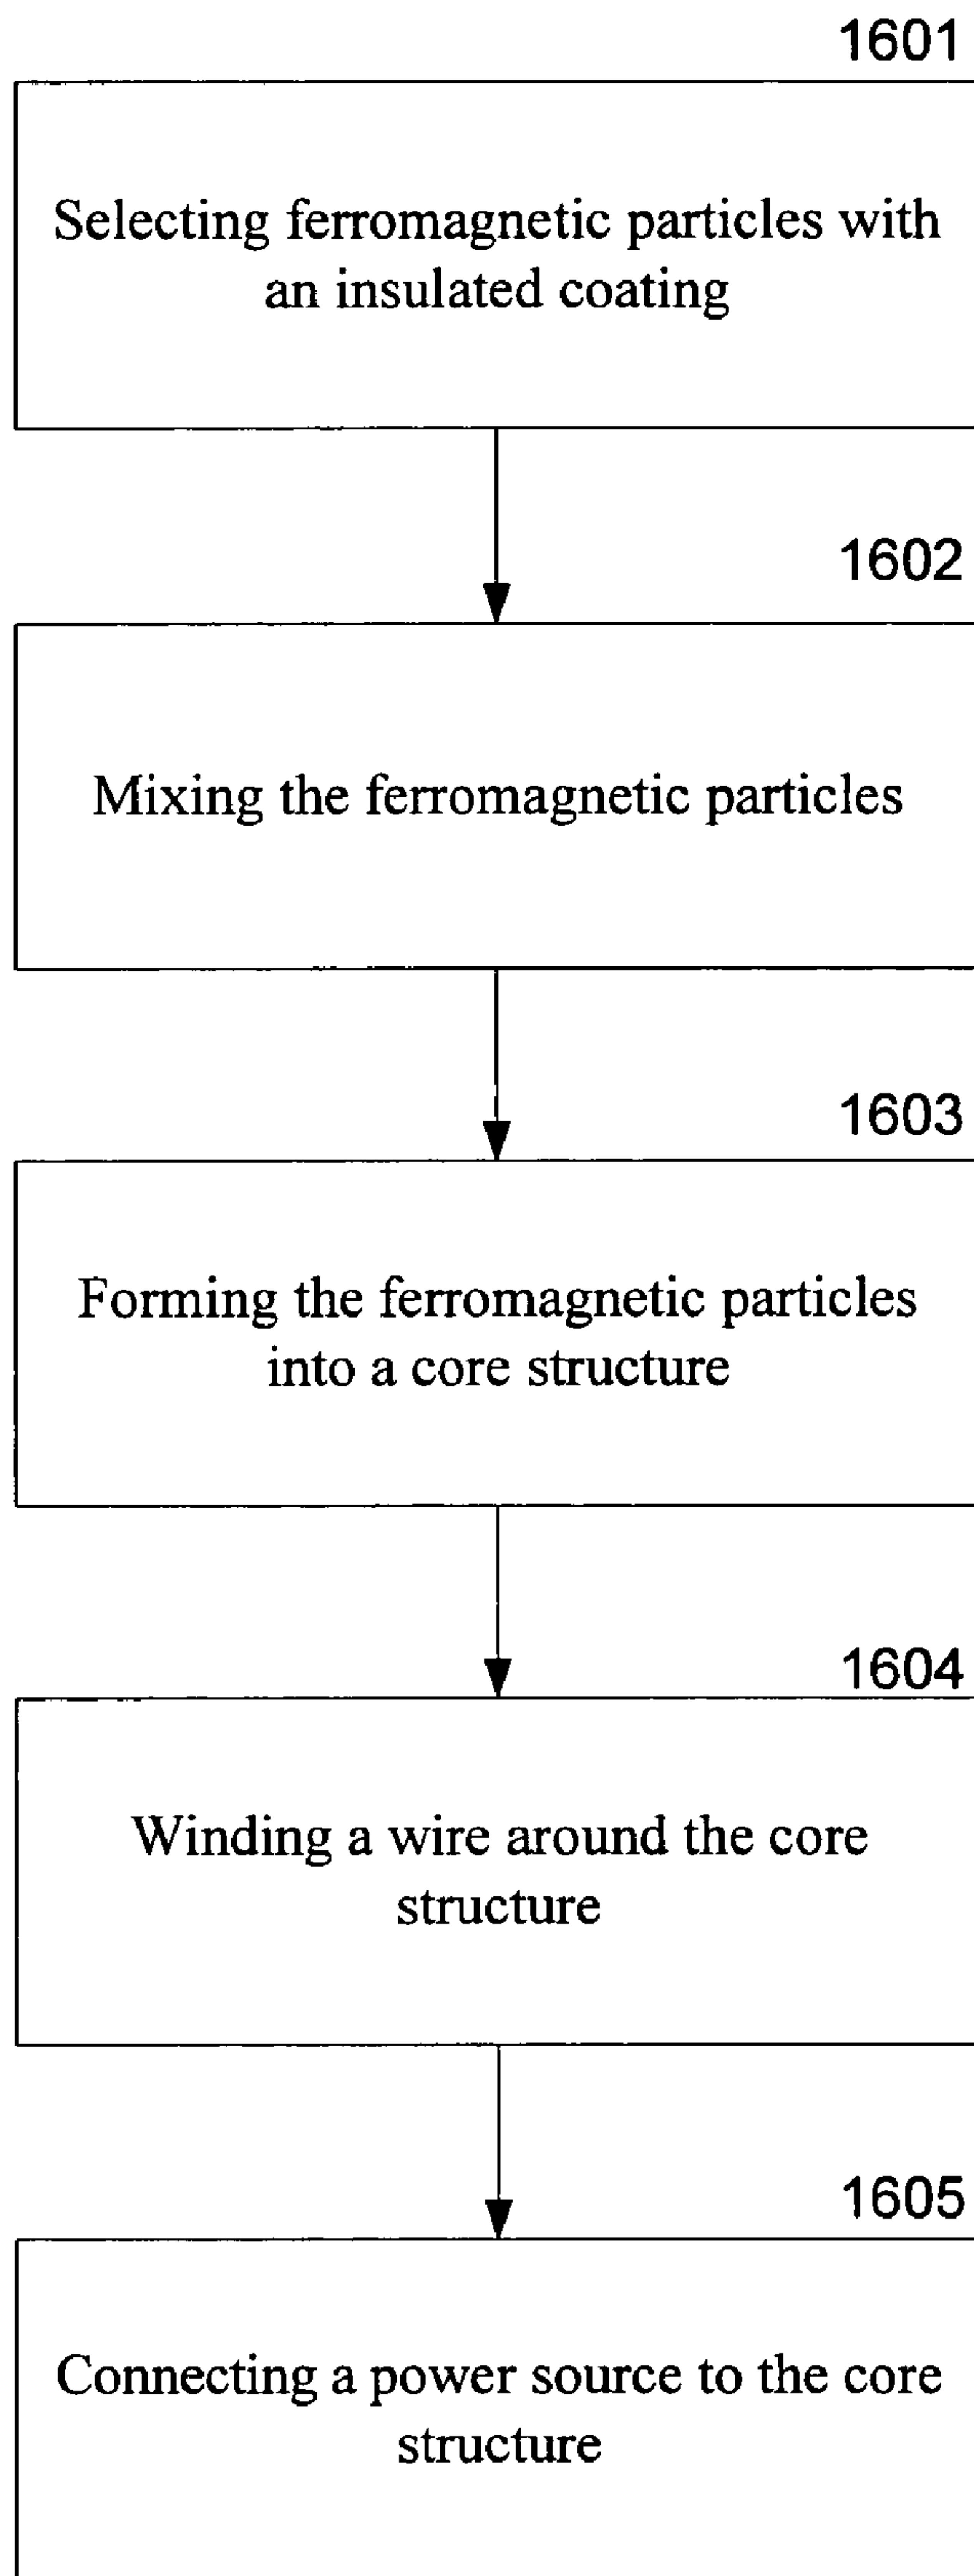 1601
Selecting ferromagnetic particles with
an insulated coating
1602
Mixing the ferromagnetic particles
1603
Forming the ferromagnetic particles
into a core structure
1604
Winding a wire around the core
structure
1605
Connecting a power source to the core
structure